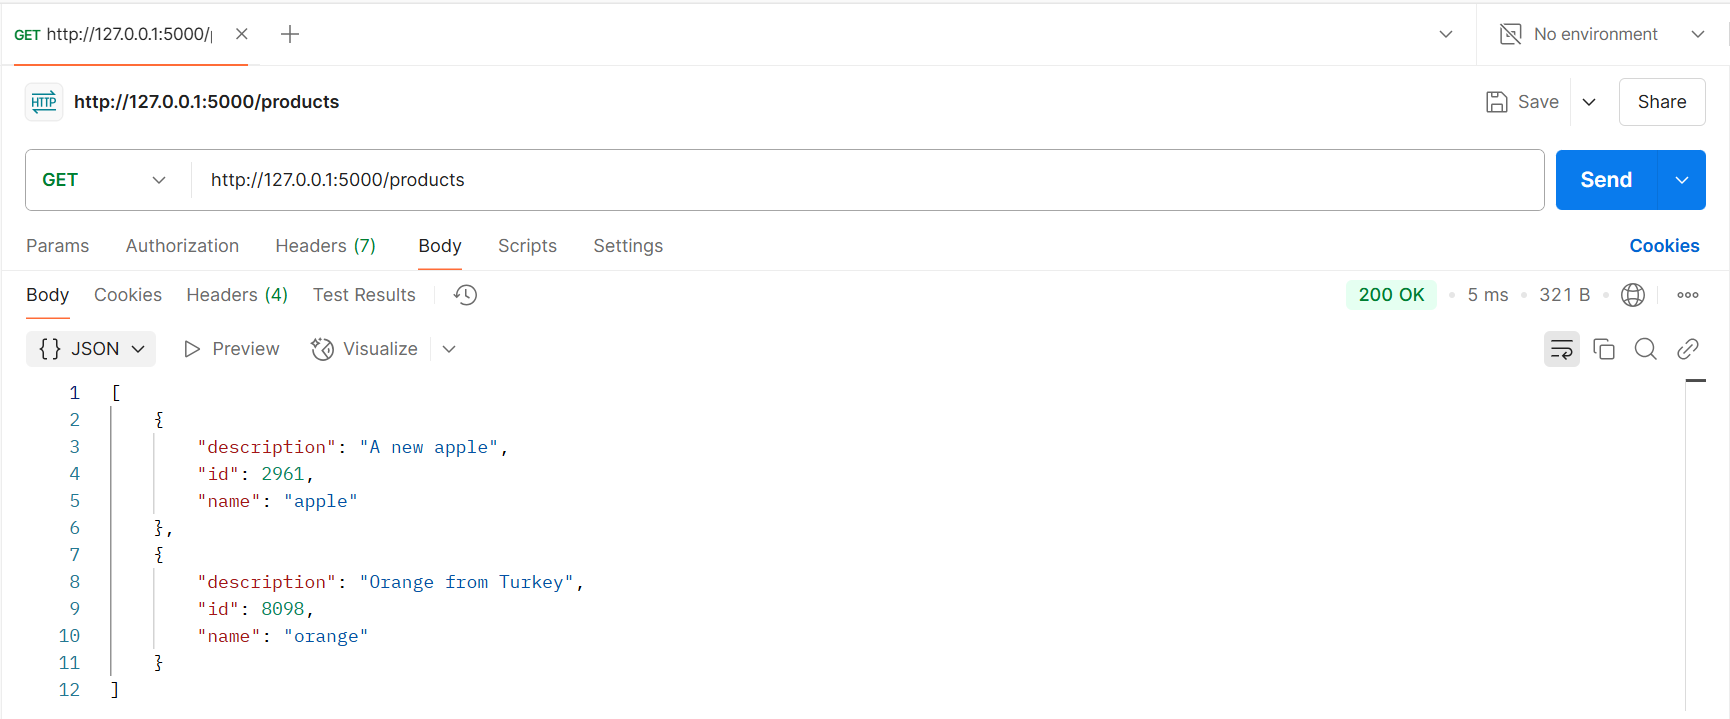 GET http://127.0.0.1:5000/p
No environment
HTTP http://127.0.0.1:5000/products
Save
Share
GET http://127.0.0.1:5000/products
Send
Params Authorization Headers (7) Body Scripts Settings Cookies
Body Cookies Headers (4) Test Results 200 OK • 5 ms • 321 B
{} JSON Preview Visualize
1 [
2 {
3 "description": "A new apple",
4 "id": 2961,
5 "name": "apple"
6 },
7 {
8 "description": "Orange from Turkey",
9 "id": 8098,
10 "name": "orange"
11 }
12 ]